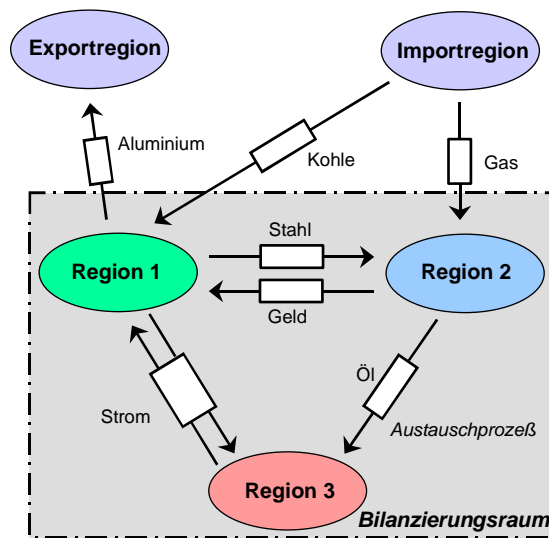 Exportregion
Importregion
Aluminium
Kohle
Gas
Stahl
Region 1
Region 2
Geld
Öl
Strom
Austauschprozeß
Region 3
Bilanzierungsraum